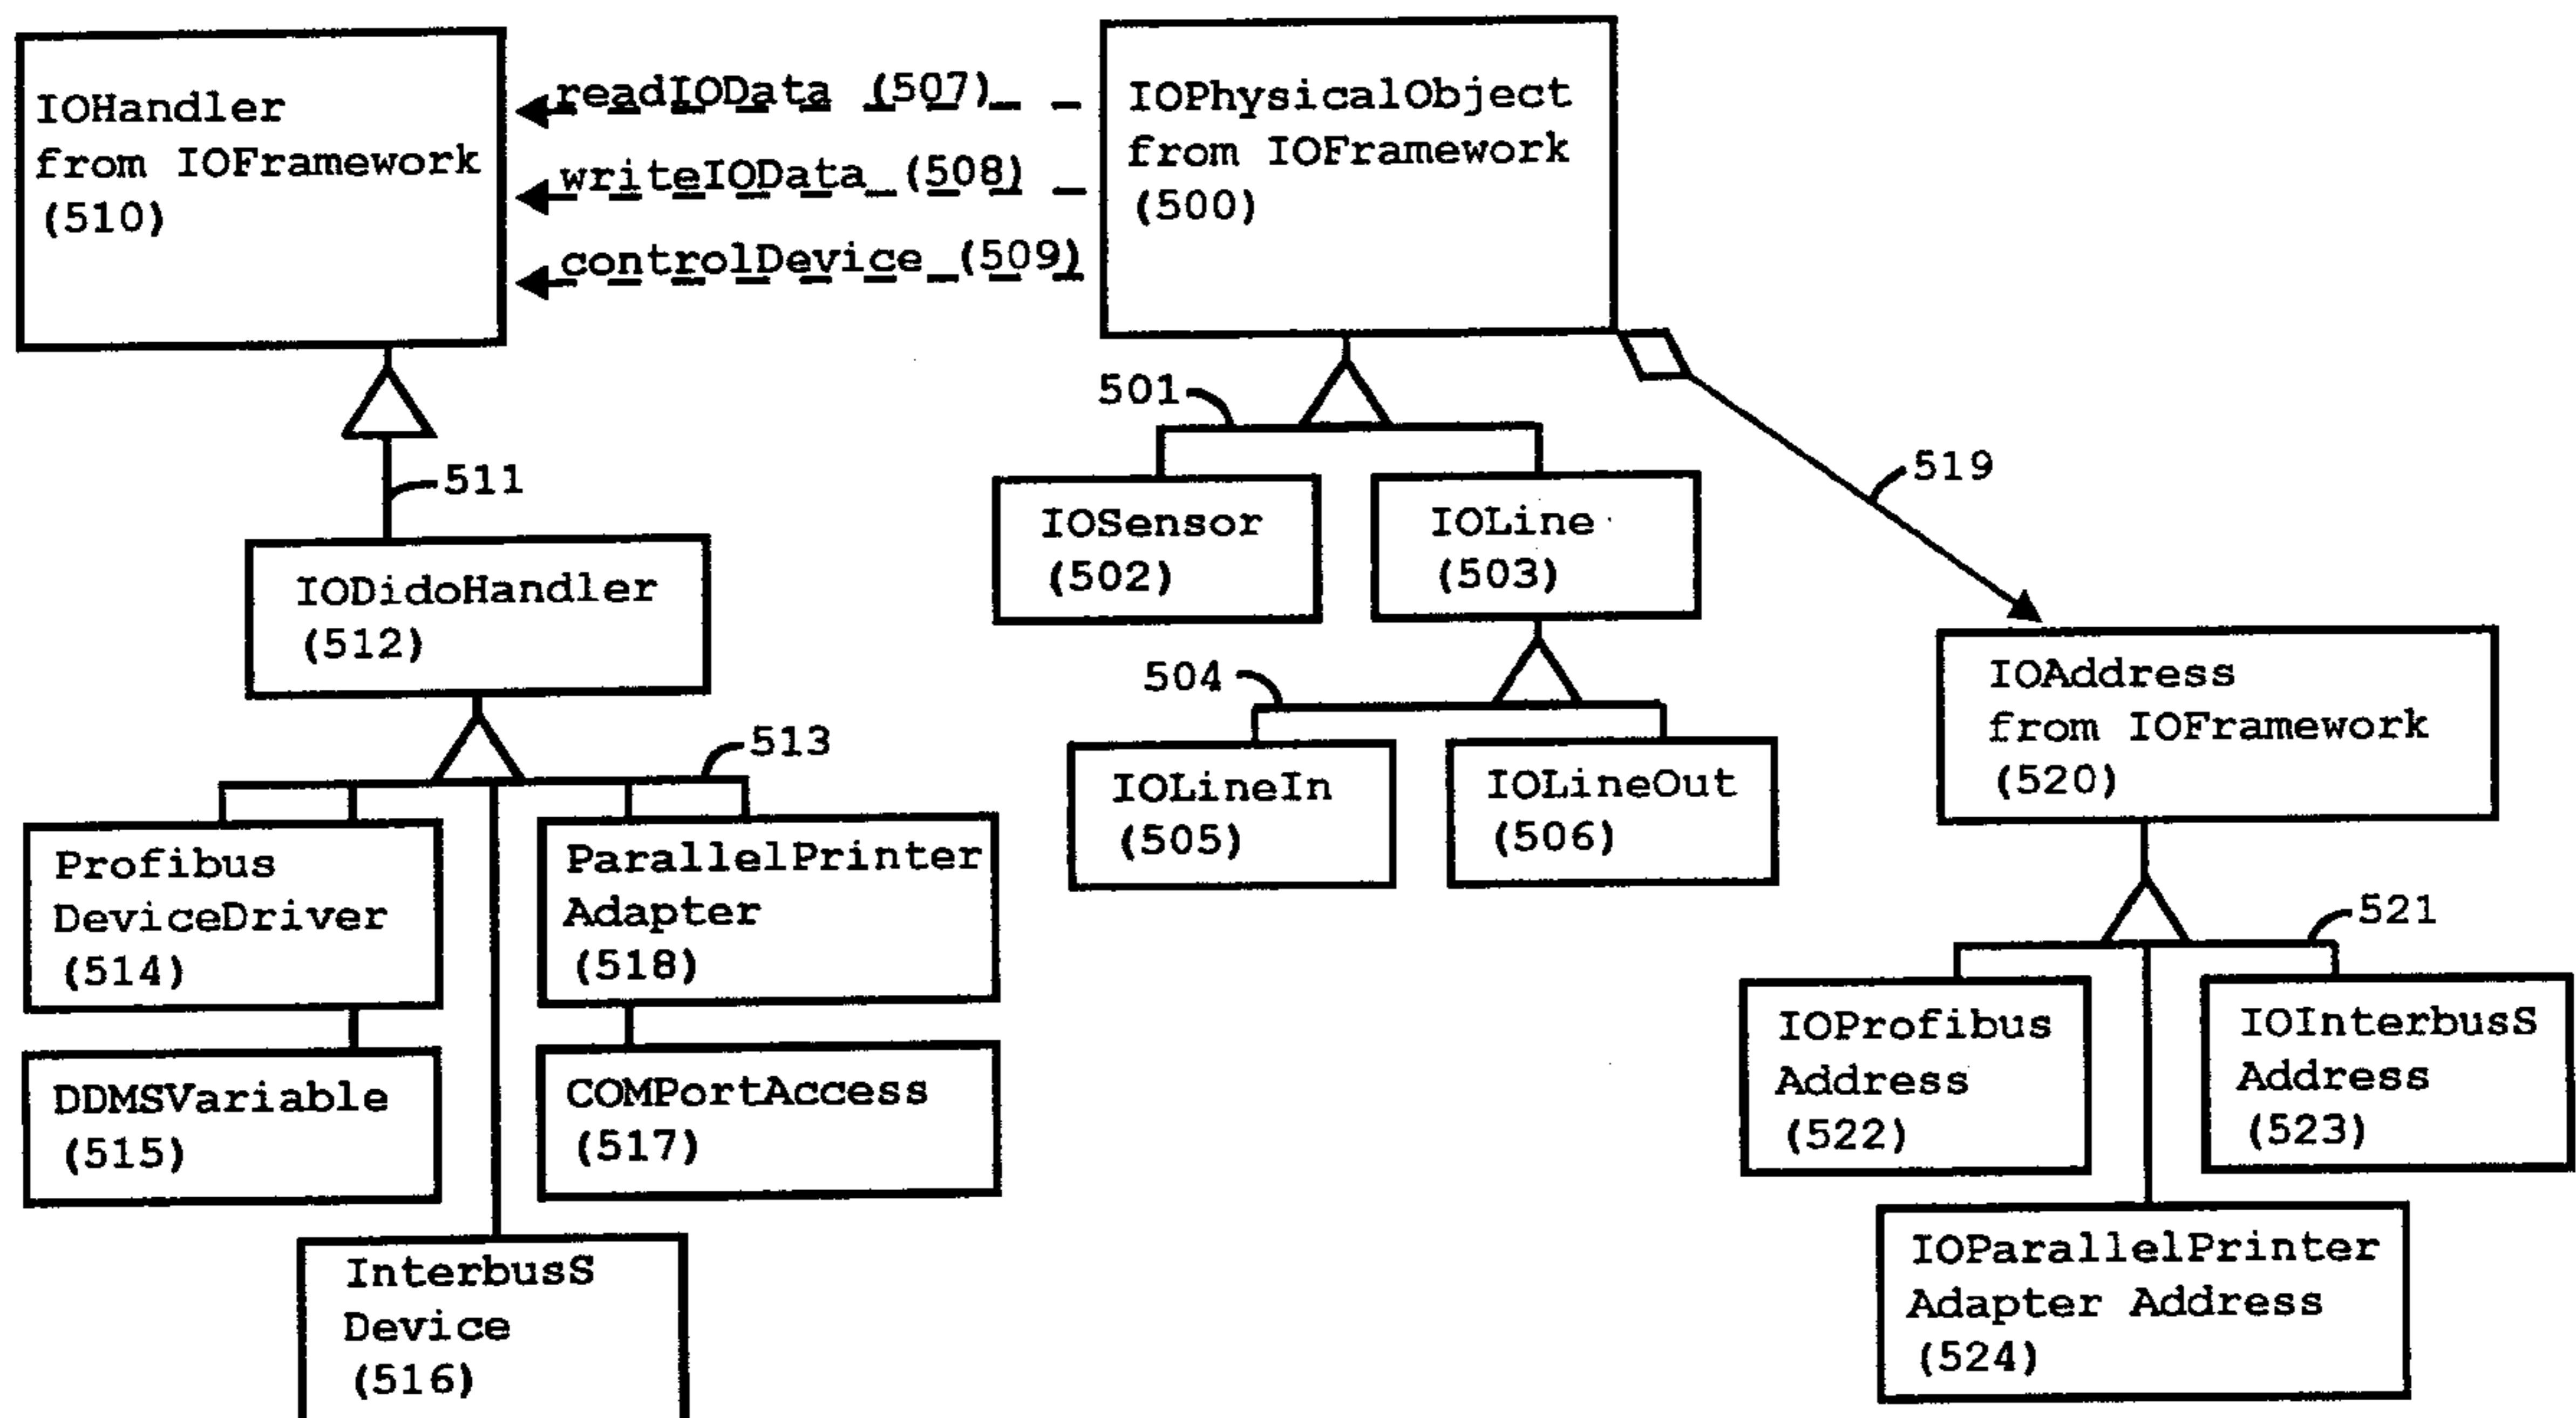 IOHandler
from IOFramework
(510)
readIOData (507)
writeIOData (508)
controlDevice (509)
IOPhysicalObject
from IOFramework
(500)
501
511
519
IOSensor
(502)
IOLine
(503)
IODidoHandler
(512)
504
IOAddress
from IOFramework
(520)
513
IOLineIn
(505)
IOLineOut
(506)
Profibus
DeviceDriver
(514)
ParallelPrinter
Adapter
(518)
521
DDMSVariable
(515)
COMPortAccess
(517)
IOProfibus
Address
(522)
IOInterbusS
Address
(523)
InterbusS
Device
(516)
IOParallelPrinter
Adapter Address
(524)